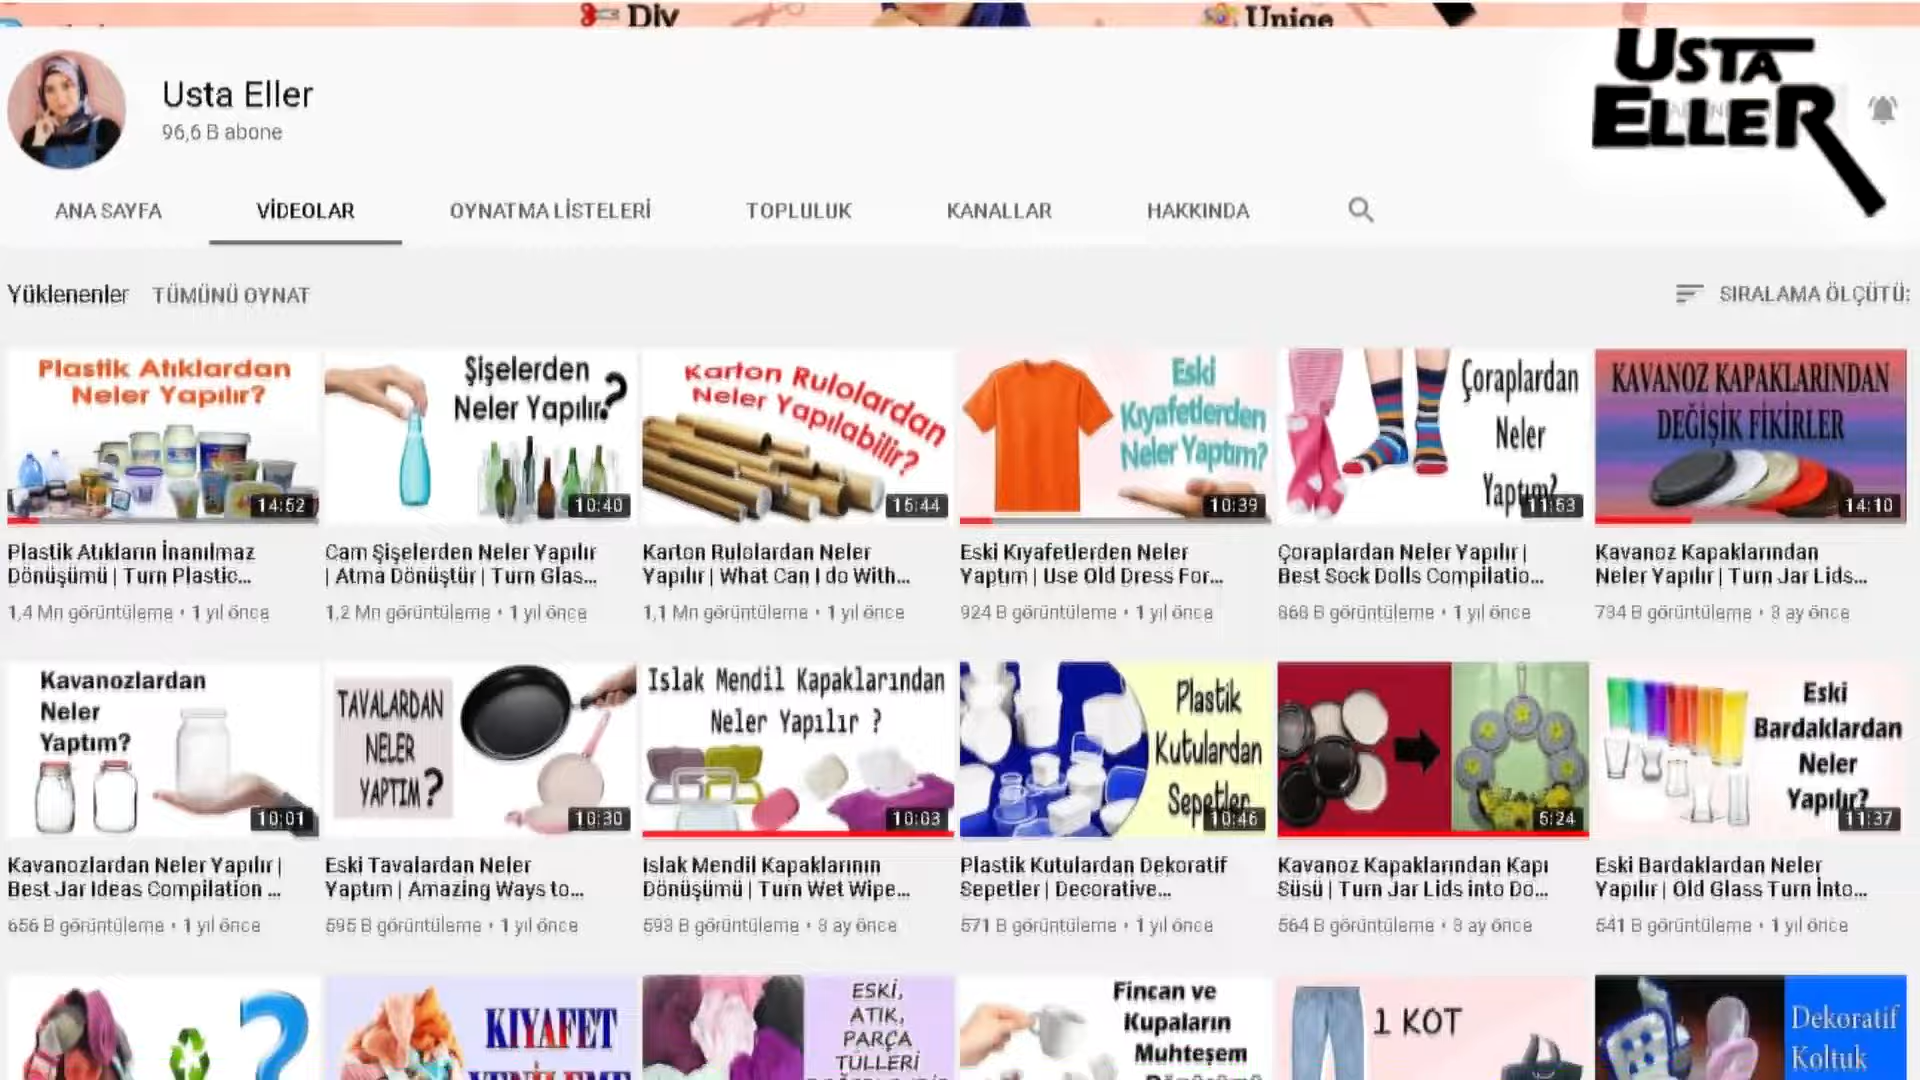 Div
Uniqe
Usta Eller
96,6 B abone
USTA
ELLER
ANA SAYFA
VİDEOLAR
OYNATMA LİSTELERİ
TOPLULUK
KANALLAR
HAKKINDA
Yüklenenler
TÜMÜNÜ OYNAT
SIRALAMA ÖLÇÜTÜ:
Plastik Atıklardan
Neler Yapılır?
14:52
Şişelerden
Neler Yapılır?
10:40
Karton Rulolardan
Neler Yapılabilir?
15:44
Eski
Kıyafetlerden
Neler Yaptım?
10:39
Çoraplardan
Neler
Yaptım?
11:53
KAVANOZ KAPAKLARINDAN
DEĞİŞİK FİKİRLER
14:10
Plastik Atıkların İnanılmaz
Dönüşümü | Turn Plastic...
1,4 Mn görüntüleme • 1 yıl önce
Cam Şişelerden Neler Yapılır
| Atma Dönüştür | Turn Glas...
1,2 Mn görüntüleme • 1 yıl önce
Karton Rulolardan Neler
Yapılır | What Can I do With...
1,1 Mn görüntüleme • 1 yıl önce
Eski Kıyafetlerden Neler
Yaptım | Use Old Dress For...
924 B görüntüleme • 1 yıl önce
Çoraplardan Neler Yapılır |
Best Sock Dolls Compilatio...
868 B görüntüleme • 1 yıl önce
Kavanoz Kapaklarından
Neler Yapılır | Turn Jar Lids...
734 B görüntüleme • 8 ay önce
Kavanozlardan
Neler
Yaptım?
10:01
TAVALARDAN
NELER
YAPTIM?
10:30
Islak Mendil Kapaklarından
Neler Yapılır ?
10:03
Plastik
Kutulardan
Sepetler
10:46
5:24
Eski
Bardaklardan
Neler
Yapılır?
11:37
Kavanozlardan Neler Yapılır |
Best Jar Ideas Compilation ...
656 B görüntüleme • 1 yıl önce
Eski Tavalardan Neler
Yaptım | Amazing Ways to...
595 B görüntüleme • 1 yıl önce
Islak Mendil Kapaklarının
Dönüşümü | Turn Wet Wipe...
593 B görüntüleme • 8 ay önce
Plastik Kutulardan Dekoratif
Sepetler | Decorative...
571 B görüntüleme • 1 yıl önce
Kavanoz Kapaklarından Kapı
Süsü | Turn Jar Lids into Do...
564 B görüntüleme • 8 ay önce
Eski Bardaklardan Neler
Yapılır | Old Glass Turn İnto...
541 B görüntüleme • 1 yıl önce
?
KIYAFET
ESKİ,
ATIK,
PARÇA
TÜLLERİ
Fincan ve
Kupaların
Muhteşem
1 KOT
Dekoratif
Koltuk